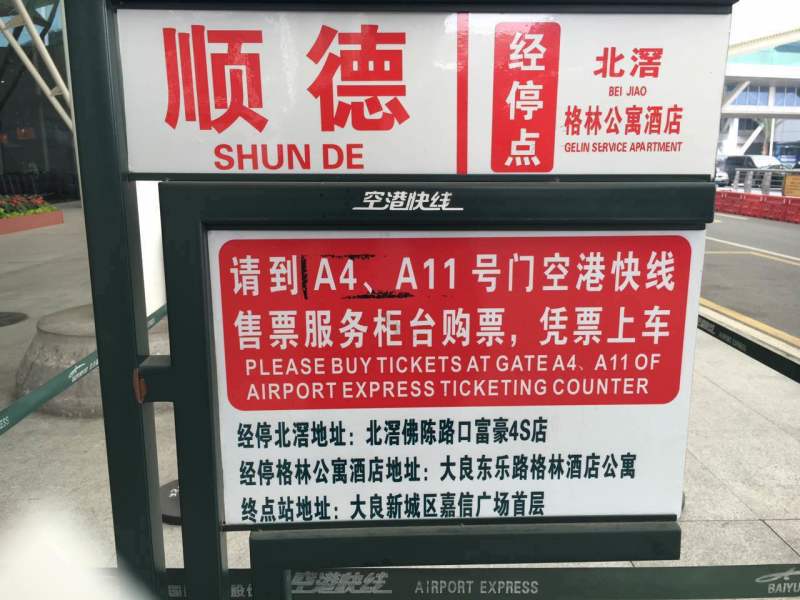 顺德
SHUN DE
经停点
北滘
BEI JIAO
格林公寓酒店
GELIN SERVICE APARTMENT
空港快线
请到A4、A11号门空港快线
售票服务柜台购票，凭票上车
PLEASE BUY TICKETS AT GATE A4、A11 OF
AIRPORT EXPRESS TICKETING COUNTER
经停北滘地址：北滘佛陈路口富豪4S店
经停格林公寓酒店地址：大良东乐路格林酒店公寓
终点站地址：大良新城区嘉信广场首层
空港快线 AIRPORT EXPRESS
BAIYU